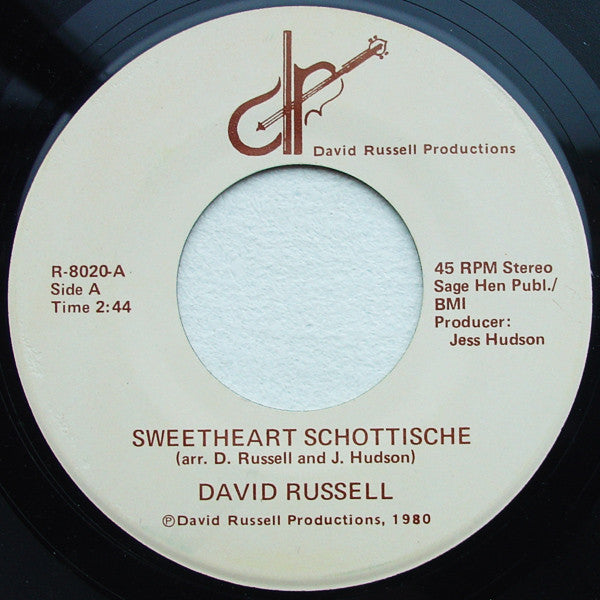 dr
David Russell Productions
R-8020-A
Side A
Time 2:44
45 RPM Stereo
Sage Hen Publ./
BMI
Producer:
Jess Hudson
SWEETHEART SCHOTTISCHE
(arr. D. Russell and J. Hudson)
DAVID RUSSELL
℗David Russell Productions, 1980